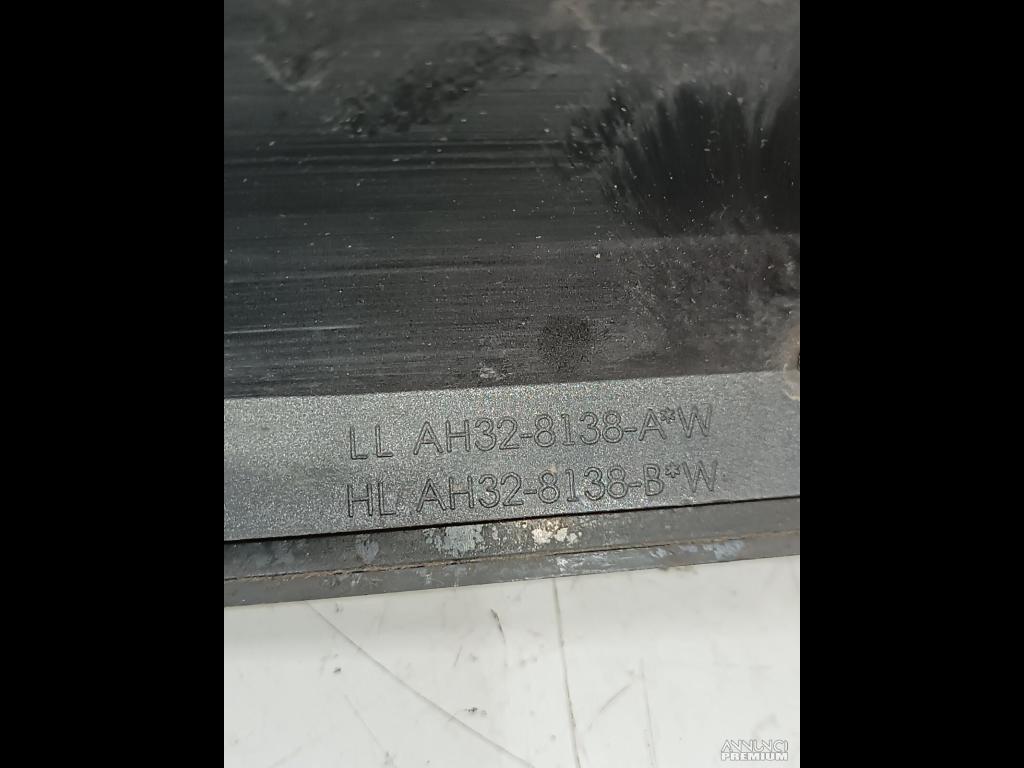 LL AH32-8138-A*W
HL AH32-8138-B*W
ANNUNCI
PREMIUM